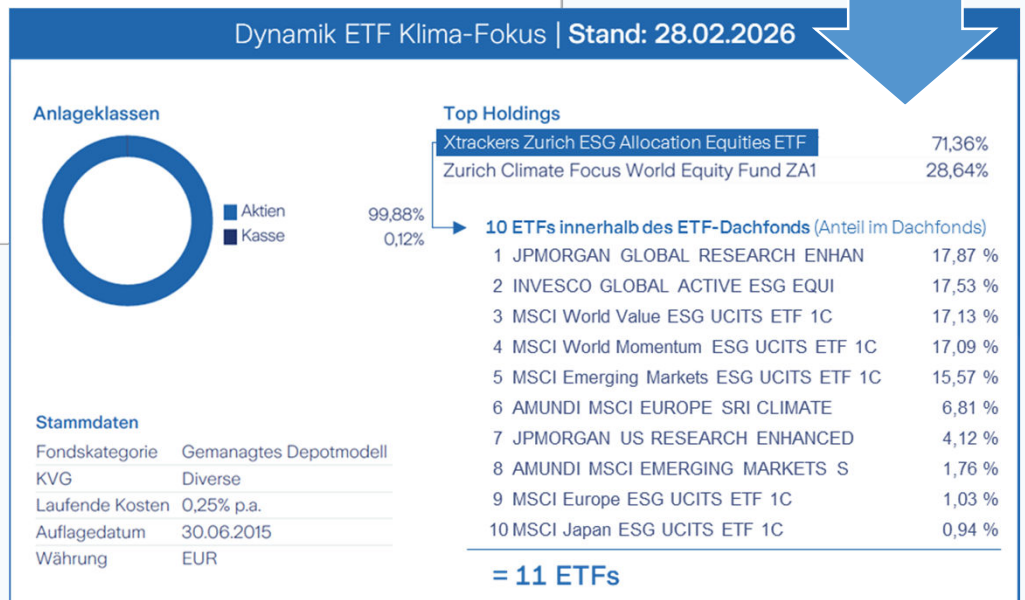 Dynamik ETF Klima-Fokus | Stand: 28.02.2026
Anlageklassen
Aktien 99,88%
Kasse 0,12%
Top Holdings
Xtrackers Zurich ESG Allocation Equities ETF 71,36%
Zurich Climate Focus World Equity Fund ZA1 28,64%
10 ETFs innerhalb des ETF-Dachfonds (Anteil im Dachfonds)
1 JPMORGAN GLOBAL RESEARCH ENHAN 17,87 %
2 INVESCO GLOBAL ACTIVE ESG EQUI 17,53 %
3 MSCI World Value ESG UCITS ETF 1C 17,13 %
4 MSCI World Momentum ESG UCITS ETF 1C 17,09 %
5 MSCI Emerging Markets ESG UCITS ETF 1C 15,57 %
6 AMUNDI MSCI EUROPE SRI CLIMATE 6,81 %
7 JPMORGAN US RESEARCH ENHANCED 4,12 %
8 AMUNDI MSCI EMERGING MARKETS S 1,76 %
9 MSCI Europe ESG UCITS ETF 1C 1,03 %
10 MSCI Japan ESG UCITS ETF 1C 0,94 %
= 11 ETFs
Stammdaten
Fondskategorie Gemanagtes Depotmodell
KVG Diverse
Laufende Kosten 0,25% p.a.
Auflagedatum 30.06.2015
Währung EUR